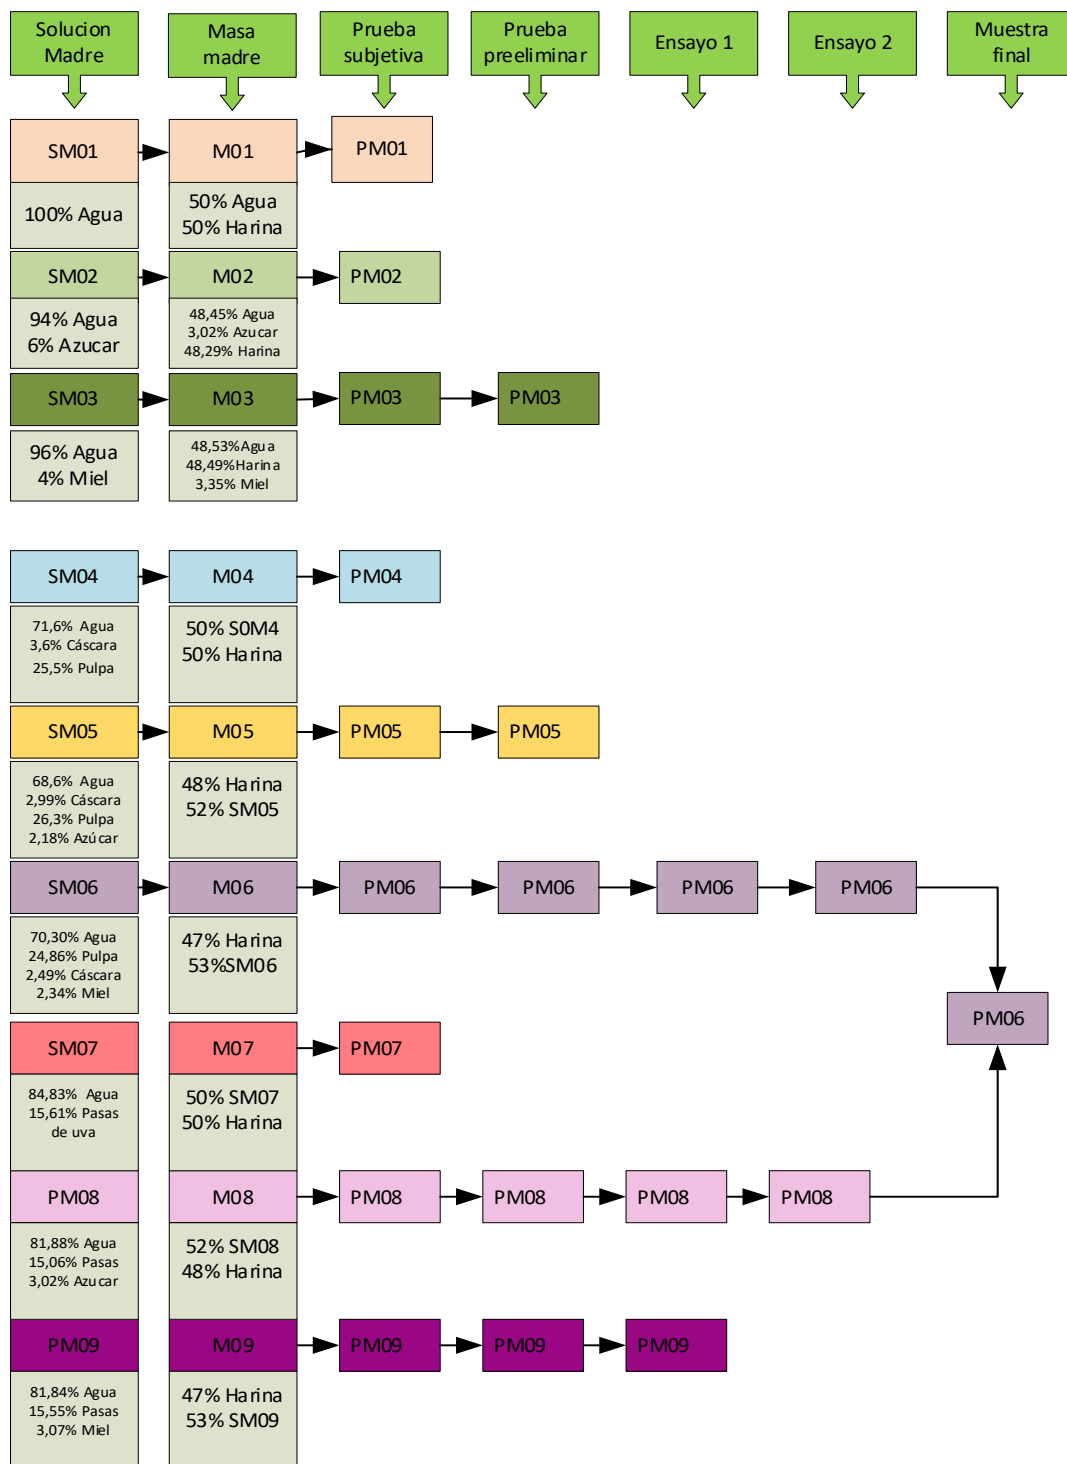 Solucion
Madre
Masa
madre
Prueba
subjetiva
Prueba
preeliminar
Ensayo 1
Ensayo 2
Muestra
final
SM01
M01
PM01
100% Agua
50% Agua
50% Harina
SM02
M02
PM02
94% Agua
6% Azucar
48,45% Agua
3,02% Azucar
48,29% Harina
SM03
M03
PM03
PM03
96% Agua
4% Miel
48,53%Agua
48,49%Harina
3,35% Miel
SM04
M04
PM04
71,6% Agua
3,6% Cáscara
25,5% Pulpa
50% S0M4
50% Harina
SM05
M05
PM05
PM05
68,6% Agua
2,99% Cáscara
26,3% Pulpa
2,18% Azúcar
48% Harina
52% SM05
SM06
M06
PM06
PM06
PM06
PM06
70,30% Agua
24,86% Pulpa
2,49% Cáscara
2,34% Miel
47% Harina
53%SM06
PM06
SM07
M07
PM07
84,83% Agua
15,61% Pasas
de uva
50% SM07
50% Harina
PM08
M08
PM08
PM08
PM08
PM08
81,88% Agua
15,06% Pasas
3,02% Azucar
52% SM08
48% Harina
PM09
M09
PM09
PM09
PM09
81,84% Agua
15,55% Pasas
3,07% Miel
47% Harina
53% SM09